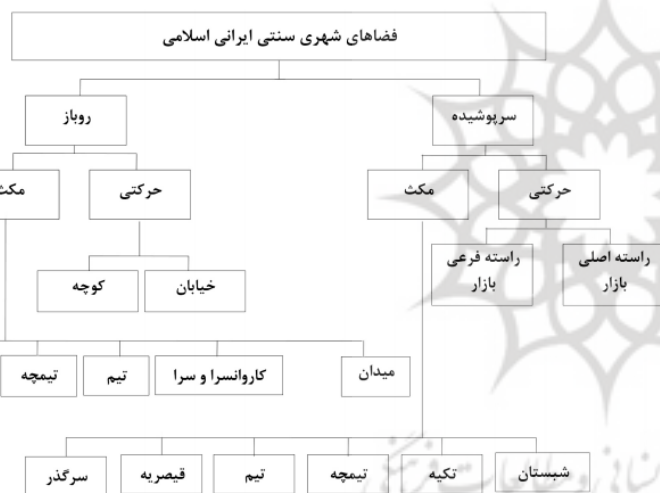 فضاهای شهری سنتی ایرانی اسلامی
سرپوشیده
روباز
حرکتی
مکث
حرکتی
مکث
راسته اصلی
بازار
راسته فرعی
بازار
خیابان
کوچه
میدان
کاروانسرا و سرا
تیم
تیمچه
شبستان
تکیه
تیمچه
تیم
قیصریه
سرگذر